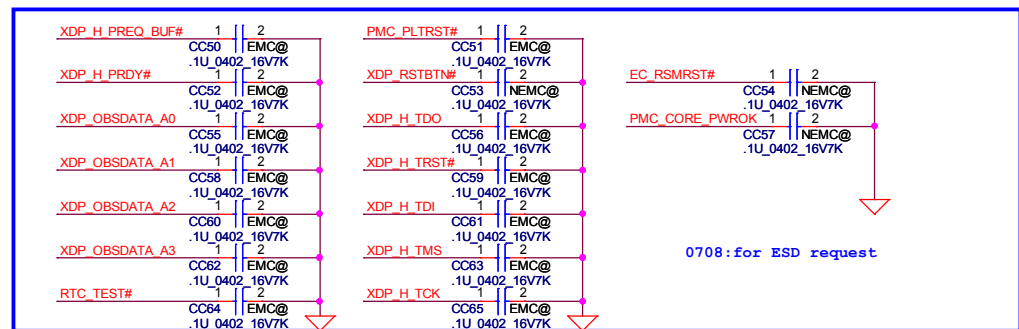 XDP_H_PREQ_BUF# 1 2
CC50 EMC@
.1U_0402_16V7K
XDP_H_PRDY# 1 2
CC52 EMC@
.1U_0402_16V7K
XDP_OBSDATA_A0 1 2
CC55 EMC@
.1U_0402_16V7K
XDP_OBSDATA_A1 1 2
CC58 EMC@
.1U_0402_16V7K
XDP_OBSDATA_A2 1 2
CC60 EMC@
.1U_0402_16V7K
XDP_OBSDATA_A3 1 2
CC62 EMC@
.1U_0402_16V7K
RTC_TEST# 1 2
CC64 EMC@
.1U_0402_16V7K
PMC_PLTRST# 1 2
CC51 EMC@
.1U_0402_16V7K
XDP_RSTBTN# 1 2
CC53 NEMC@
.1U_0402_16V7K
XDP_H_TDO 1 2
CC56 EMC@
.1U_0402_16V7K
XDP_H_TRST# 1 2
CC59 EMC@
.1U_0402_16V7K
XDP_H_TDI 1 2
CC61 EMC@
.1U_0402_16V7K
XDP_H_TMS 1 2
CC63 EMC@
.1U_0402_16V7K
XDP_H_TCK 1 2
CC65 EMC@
.1U_0402_16V7K
EC_RSMRST# 1 2
CC54 NEMC@
.1U_0402_16V7K
PMC_CORE_PWROK 1 2
CC57 NEMC@
.1U_0402_16V7K
0708:for ESD request